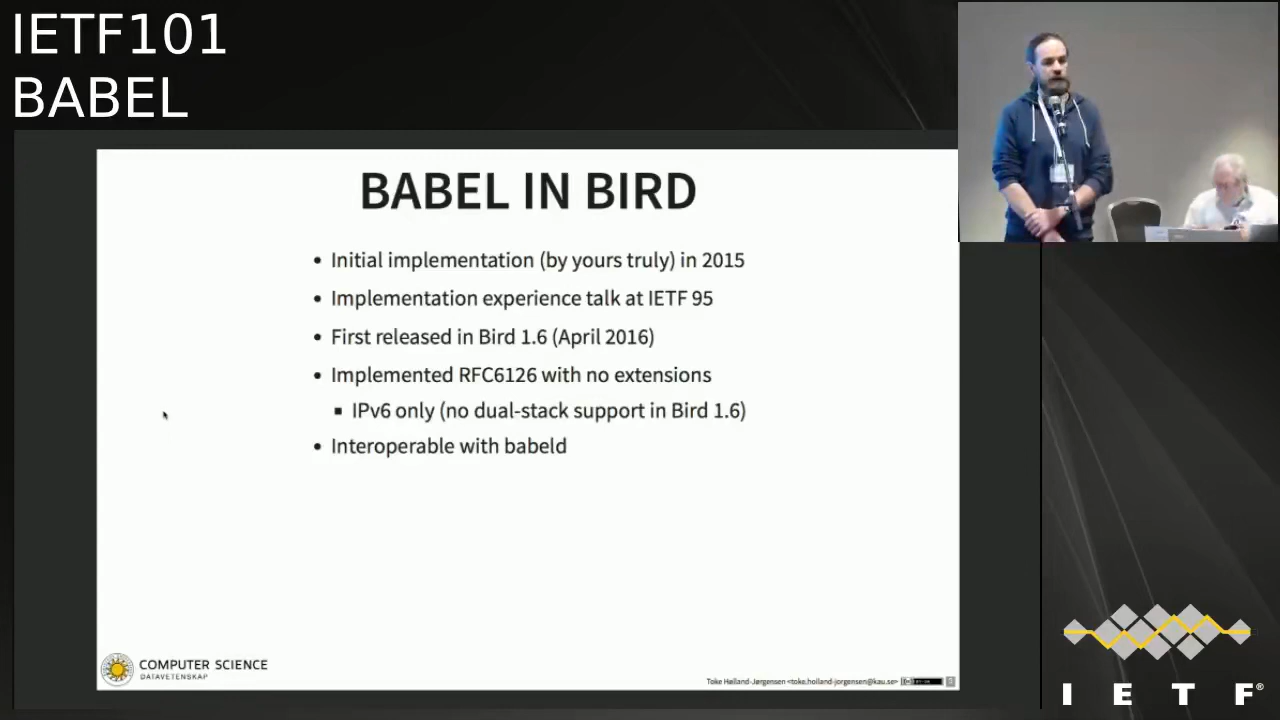 IETF101
BABEL
BABEL IN BIRD
• Initial implementation (by yours truly) in 2015
• Implementation experience talk at IETF 95
• First released in Bird 1.6 (April 2016)
• Implemented RFC6126 with no extensions
▪ IPv6 only (no dual-stack support in Bird 1.6)
• Interoperable with babeld
COMPUTER SCIENCE
DATAVETENSKAP
Toke Høiland-Jørgensen <toke.hoiland-jorgensen@kau.se>
I E T F®